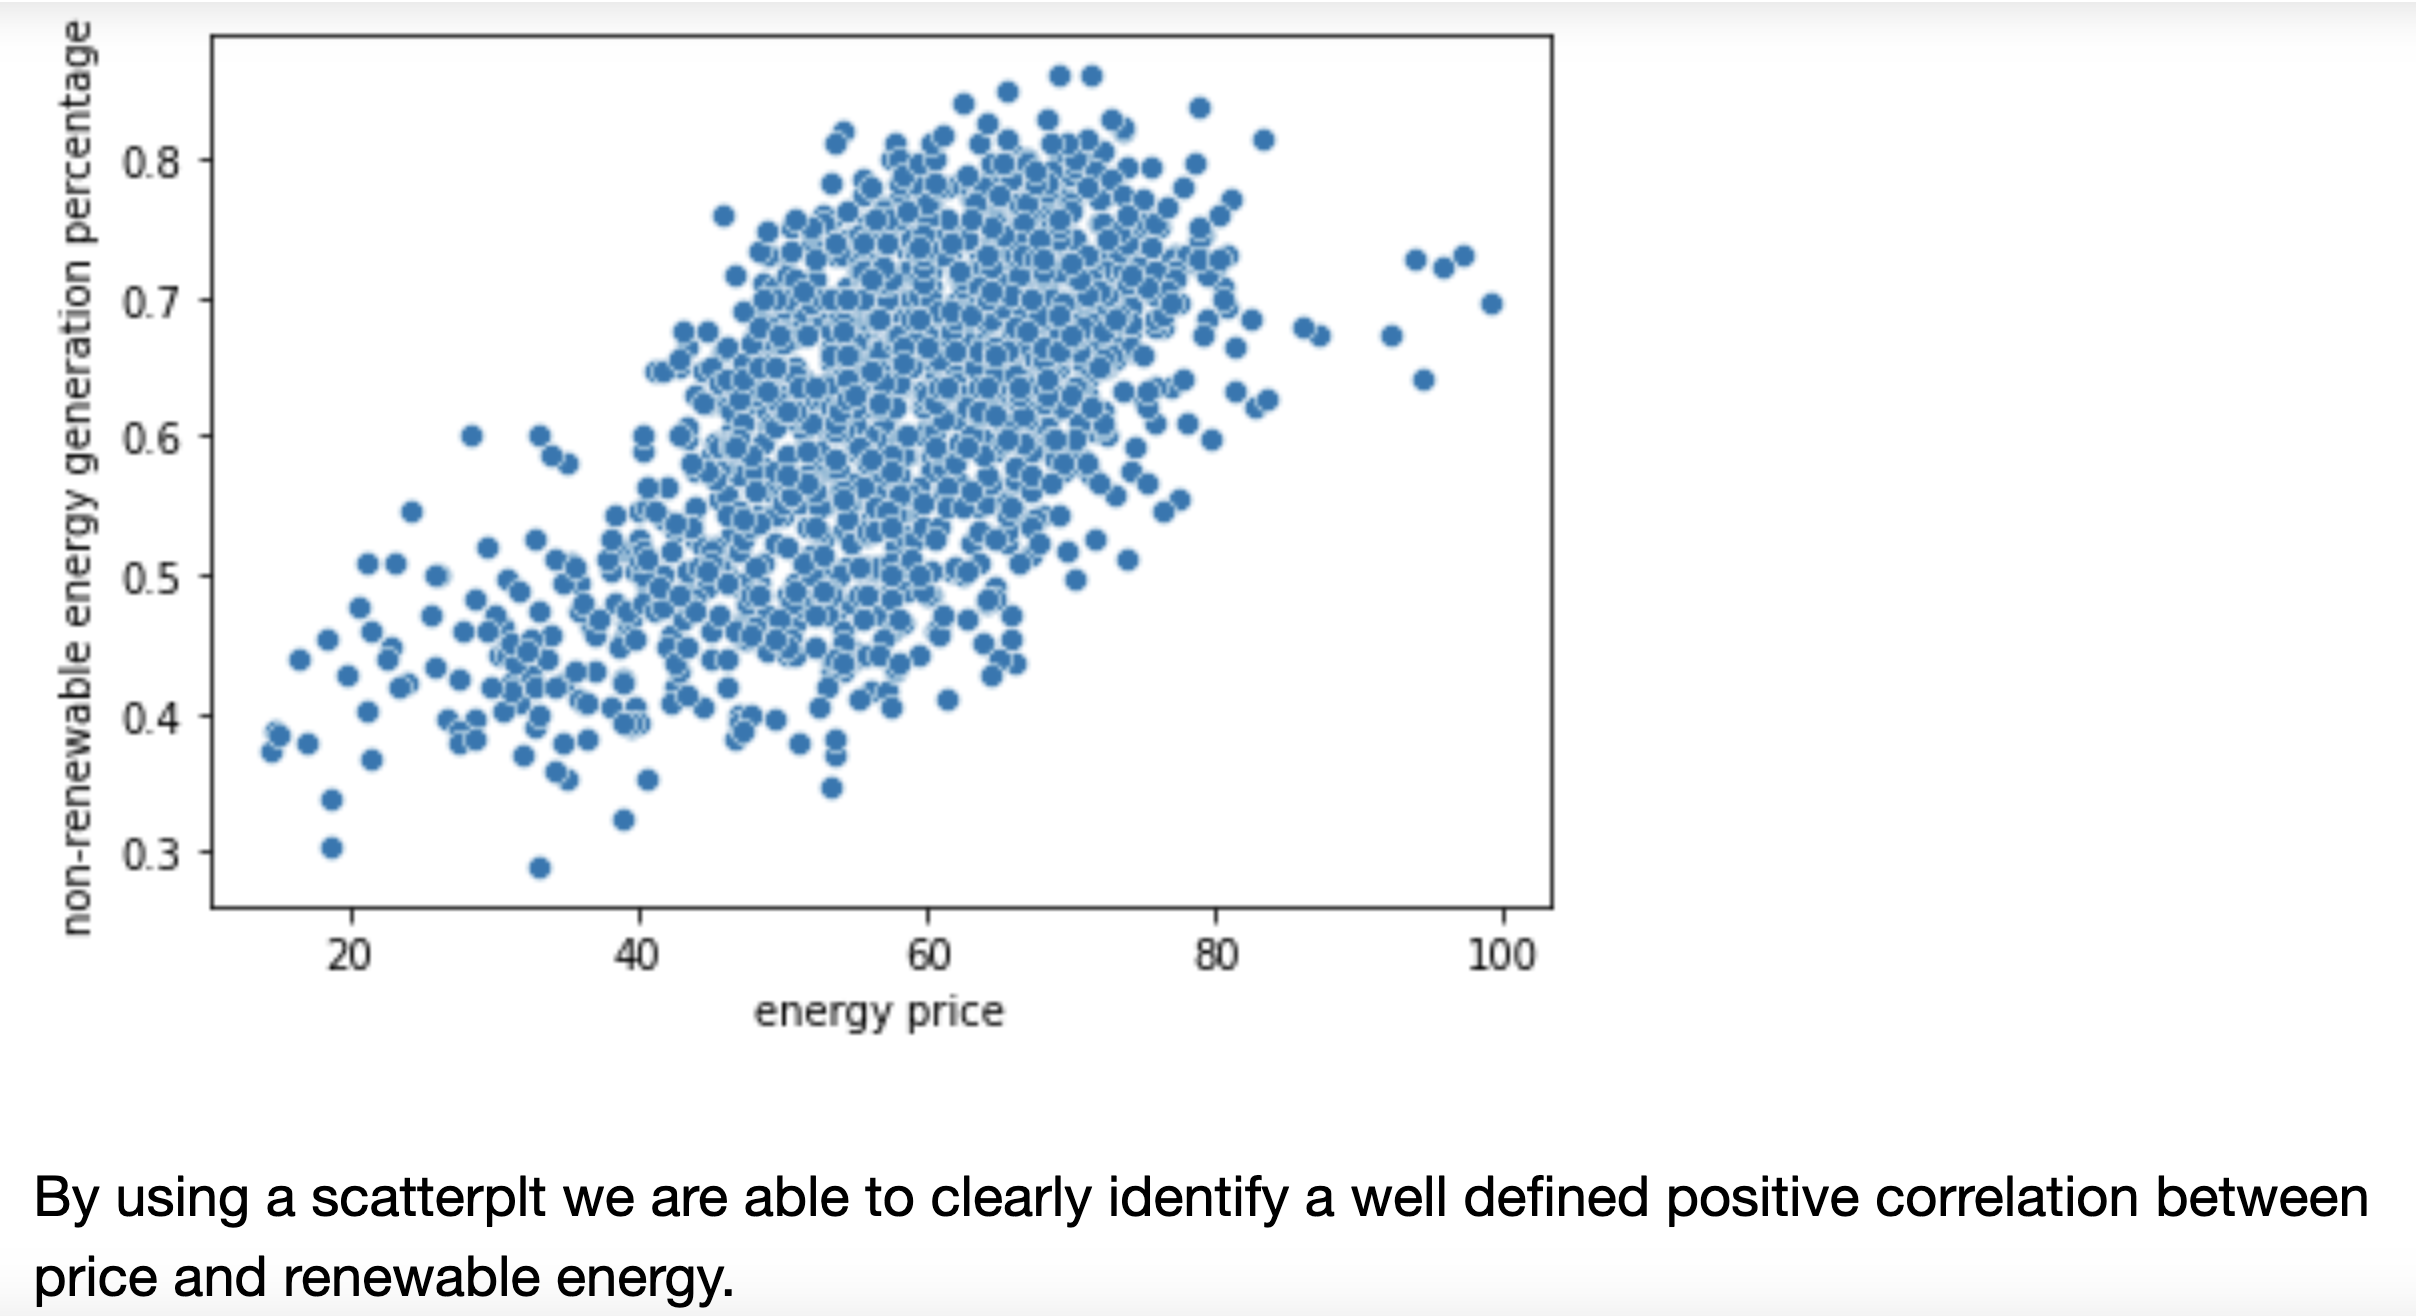 non-renewable energy generation percentage
0.8
0.7
0.6
0.5
0.4
0.3
20 40 60 80 100
energy price
By using a scatterplt we are able to clearly identify a well defined positive correlation between
price and renewable energy.